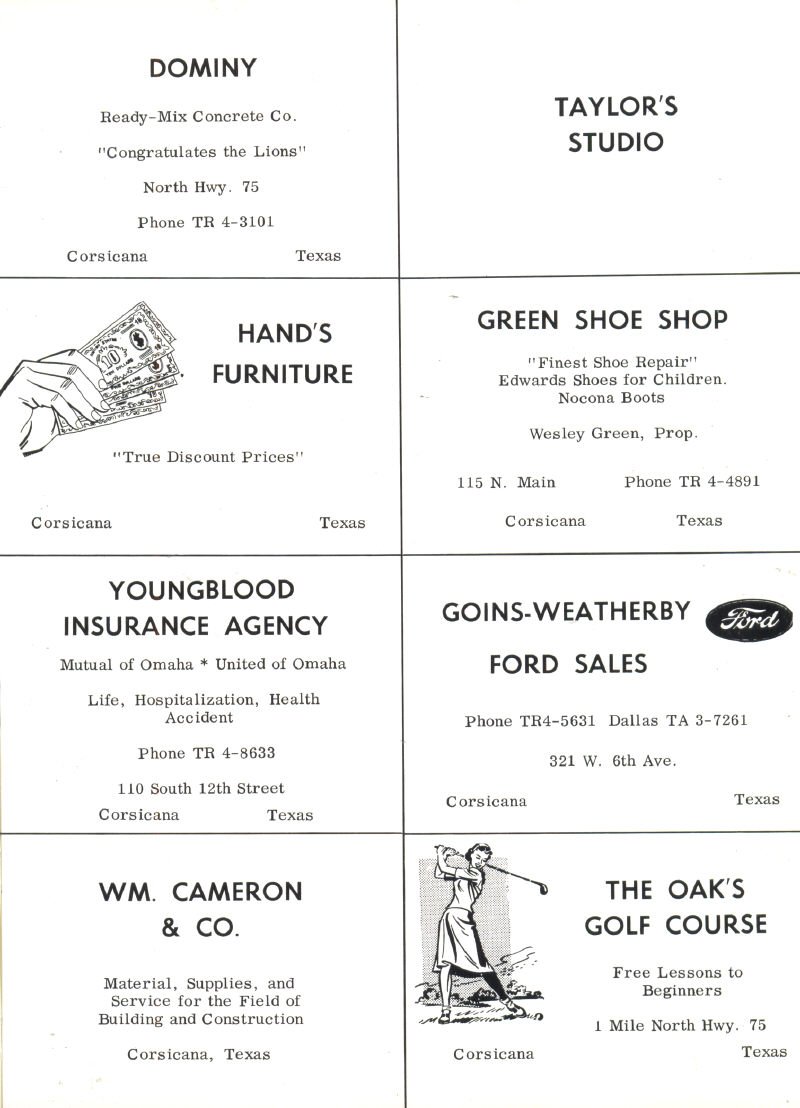 DOMINY
Ready-Mix Concrete Co.
"Congratulates the Lions"
North Hwy. 75
Phone TR 4-3101
Corsicana Texas
TAYLOR'S
STUDIO
HAND'S
FURNITURE
"True Discount Prices"
Corsicana Texas
GREEN SHOE SHOP
"Finest Shoe Repair"
Edwards Shoes for Children.
Nocona Boots
Wesley Green, Prop.
115 N. Main Phone TR 4-4891
Corsicana Texas
YOUNGBLOOD
INSURANCE AGENCY
Mutual of Omaha * United of Omaha
Life, Hospitalization, Health
Accident
Phone TR 4-8633
110 South 12th Street
Corsicana Texas
GOINS-WEATHERBY Ford
FORD SALES
Phone TR4-5631 Dallas TA 3-7261
321 W. 6th Ave.
Corsicana Texas
WM. CAMERON
& CO.
Material, Supplies, and
Service for the Field of
Building and Construction
Corsicana, Texas
THE OAK'S
GOLF COURSE
Free Lessons to
Beginners
1 Mile North Hwy. 75
Corsicana Texas